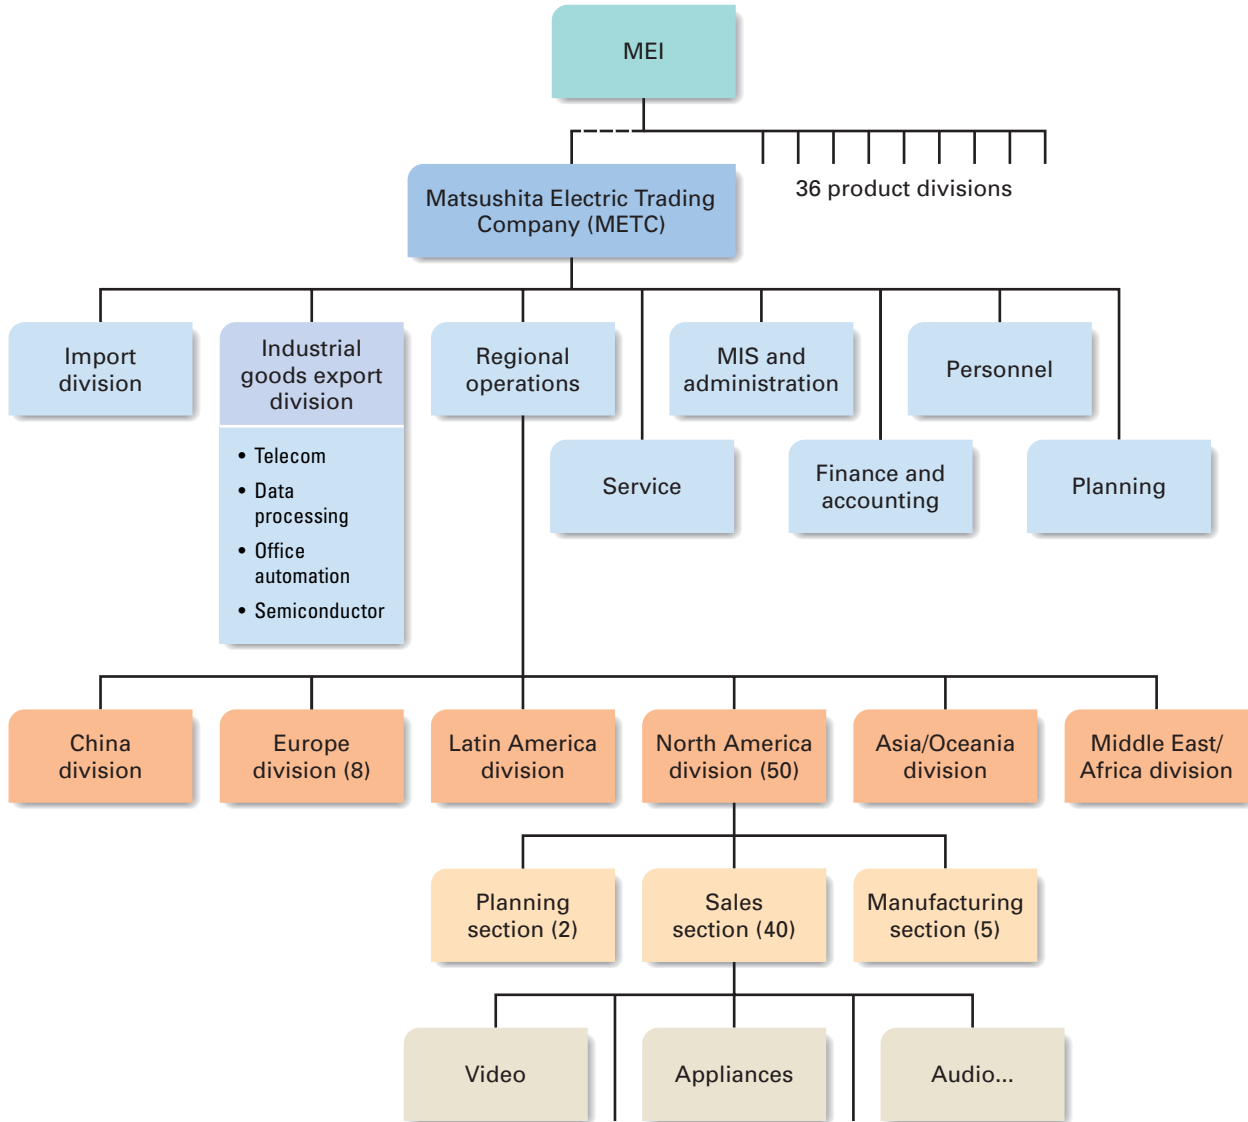 MEI
36 product divisions
Matsushita Electric Trading
Company (METC)
Import
division
Industrial
goods export
division
• Telecom
• Data
processing
• Office
automation
• Semiconductor
Regional
operations
MIS and
administration
Personnel
Service
Finance and
accounting
Planning
China
division
Europe
division (8)
Latin America
division
North America
division (50)
Asia/Oceania
division
Middle East/
Africa division
Planning
section (2)
Sales
section (40)
Manufacturing
section (5)
Video
Appliances
Audio...